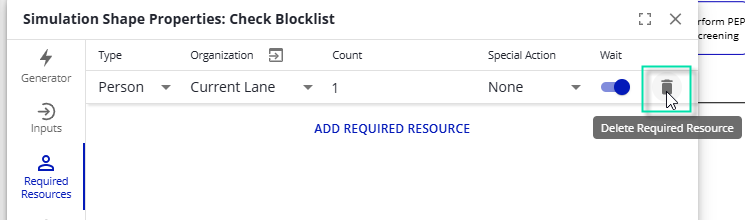 Simulation Shape Properties: Check Blocklist
rform PEP
creening
Generator
Inputs
Required
Resources
Type Organization Count Special Action Wait
Person Current Lane 1 None
Delete Required Resource
ADD REQUIRED RESOURCE